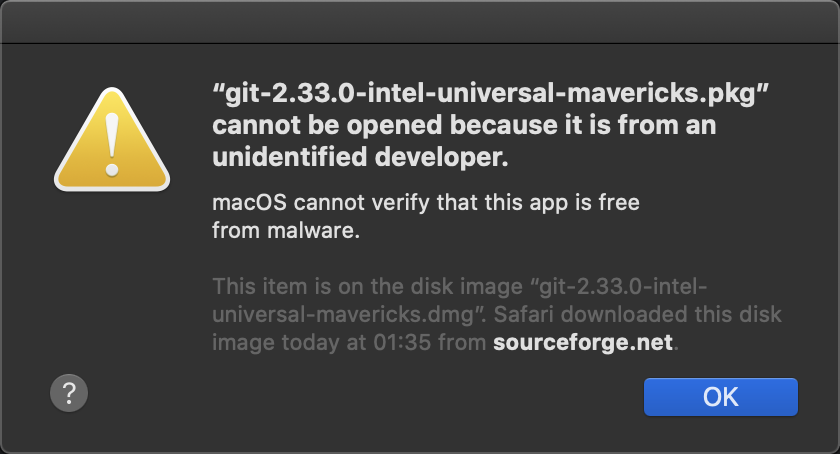 “git-2.33.0-intel-universal-mavericks.pkg”
cannot be opened because it is from an
unidentified developer.
macOS cannot verify that this app is free
from malware.
This item is on the disk image “git-2.33.0-intel-
universal-mavericks.dmg”. Safari downloaded this disk
image today at 01:35 from sourceforge.net.
?
OK